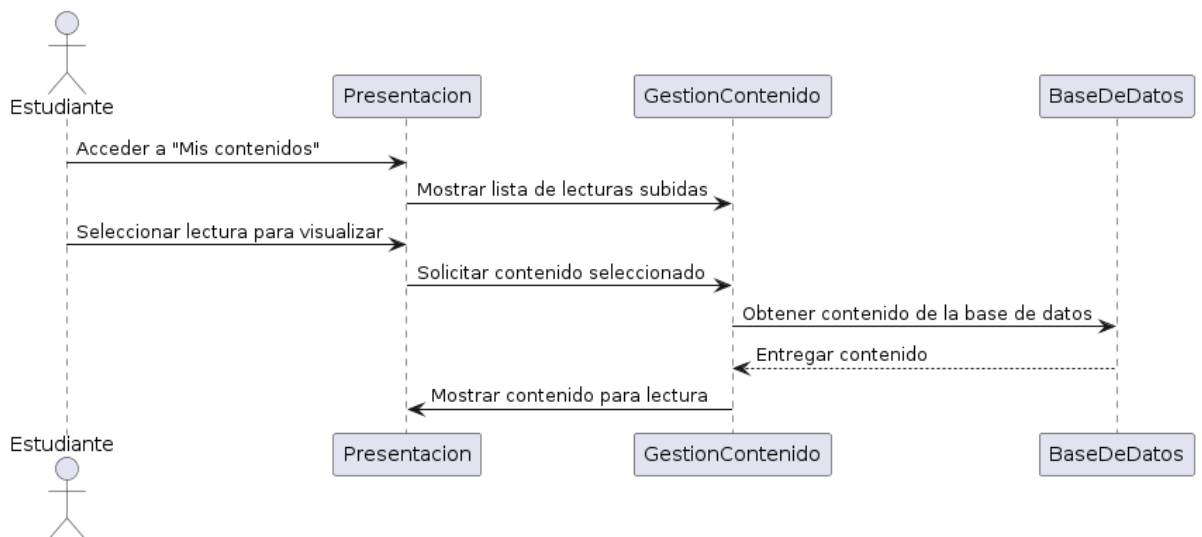 Estudiante
Presentacion
GestionContenido
BaseDeDatos
Acceder a "Mis contenidos"
Mostrar lista de lecturas subidas
Seleccionar lectura para visualizar
Solicitar contenido seleccionado
Obtener contenido de la base de datos
Entregar contenido
Mostrar contenido para lectura
Estudiante
Presentacion
GestionContenido
BaseDeDatos